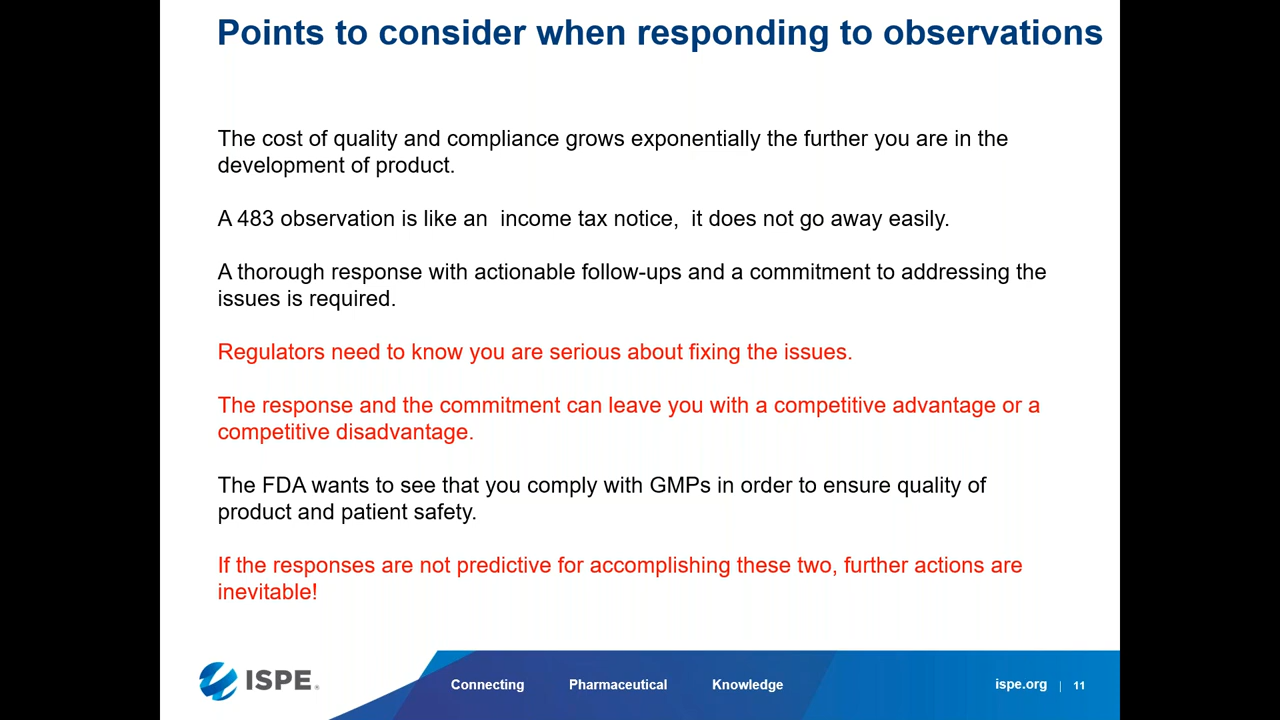 Points to consider when responding to observations
The cost of quality and compliance grows exponentially the further you are in the
development of product.
A 483 observation is like an  income tax notice,  it does not go away easily.
A thorough response with actionable follow-ups and a commitment to addressing the
issues is required.
Regulators need to know you are serious about fixing the issues.
The response and the commitment can leave you with a competitive advantage or a
competitive disadvantage.
The FDA wants to see that you comply with GMPs in order to ensure quality of
product and patient safety.
If the responses are not predictive for accomplishing these two, further actions are
inevitable!
ISPE®
Connecting Pharmaceutical Knowledge
ispe.org | 11